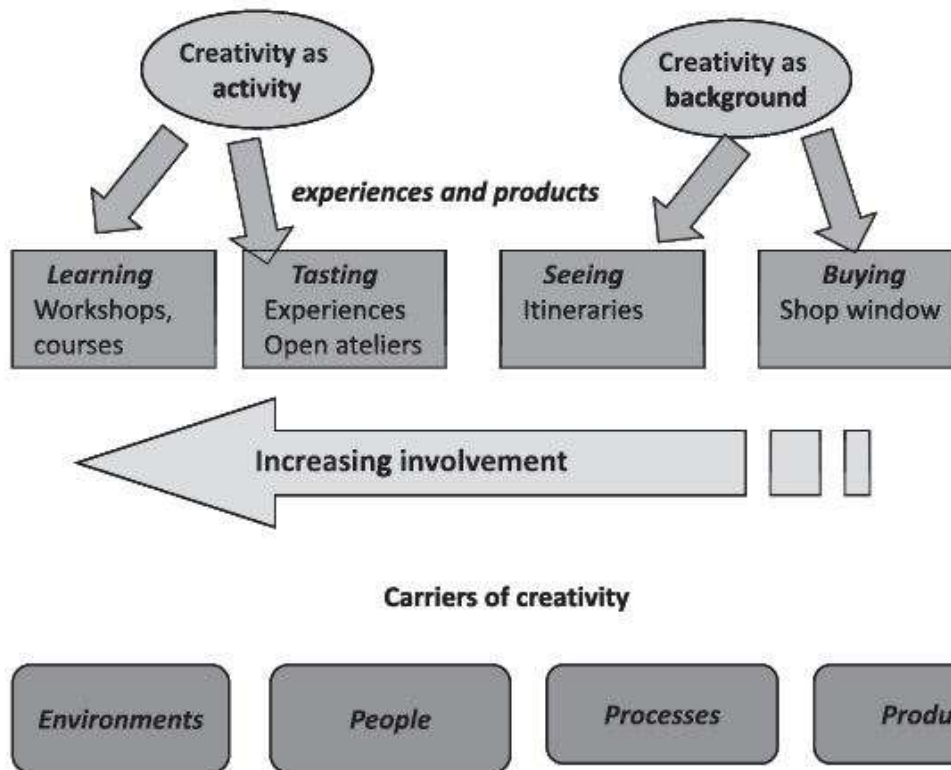 Creativity as
activity
Creativity as
background
experiences and products
Learning
Workshops,
courses
Tasting
Experiences
Open ateliers
Seeing
Itineraries
Buying
Shop window
Increasing involvement
Carriers of creativity
Environments
People
Processes